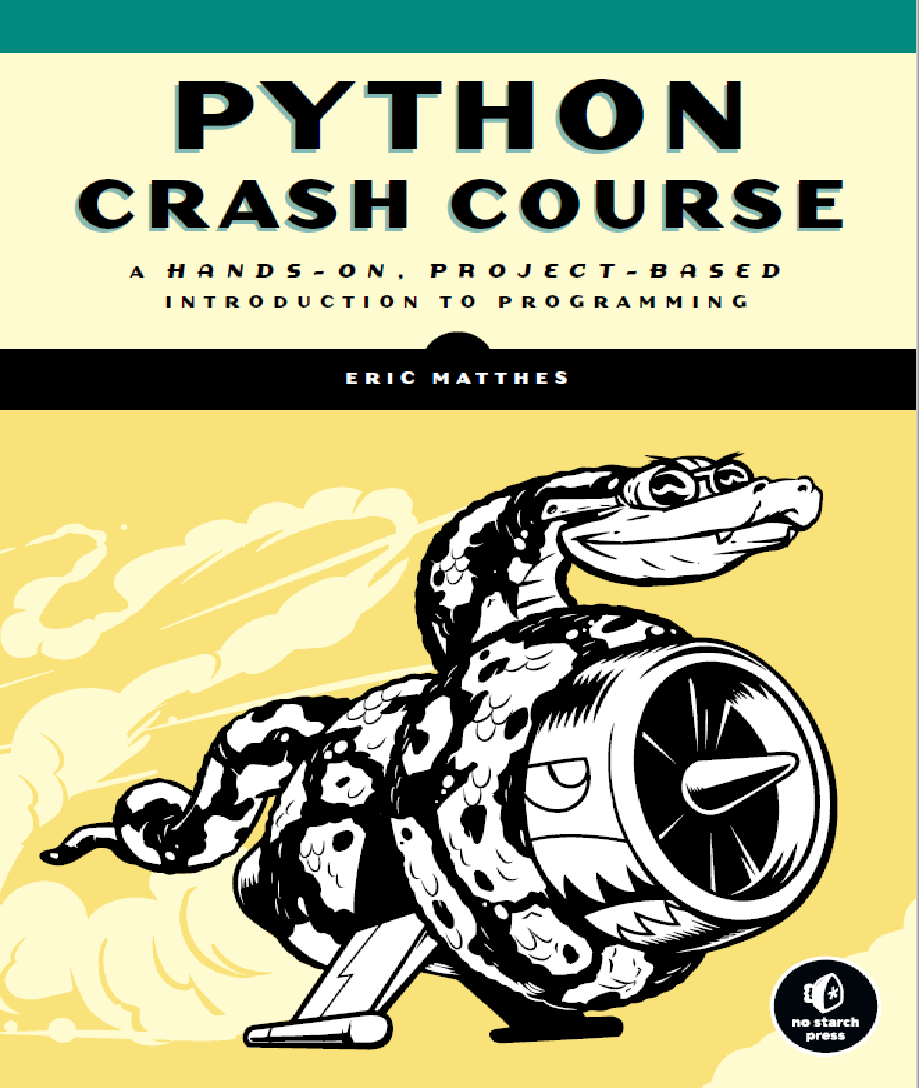 PYTHON
CRASH COURSE
A HANDS-ON, PROJECT-BASED
INTRODUCTION TO PROGRAMMING
ERIC MATTHES
no starch
press